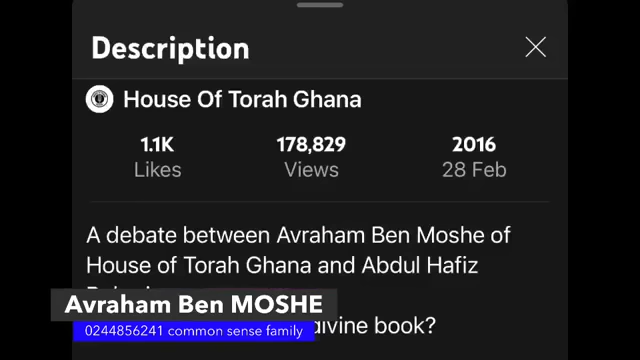 Description
House Of Torah Ghana
1.1K 178,829 2016
Likes Views 28 Feb
A debate between Avraham Ben Moshe of
House of Torah Ghana and Abdul Hafiz
Avraham Ben MOSHE
divine book?
0244856241 common sense family